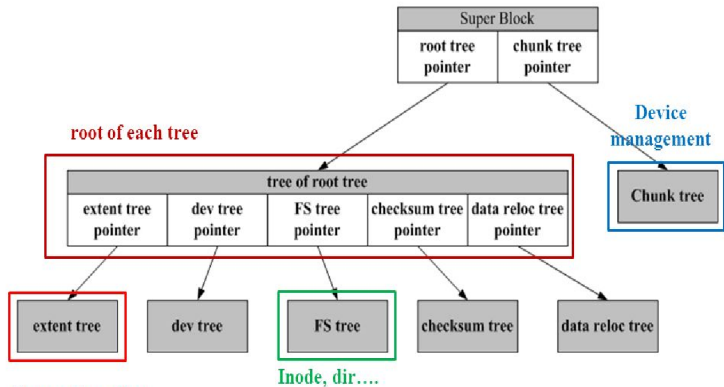 Super Block
root tree pointer
chunk tree pointer
root of each tree
Device management
tree of root tree
extent tree pointer
dev tree pointer
FS tree pointer
checksum tree pointer
data reloc tree pointer
Chunk tree
extent tree
dev tree
FS tree
checksum tree
data reloc tree
Inode, dir….